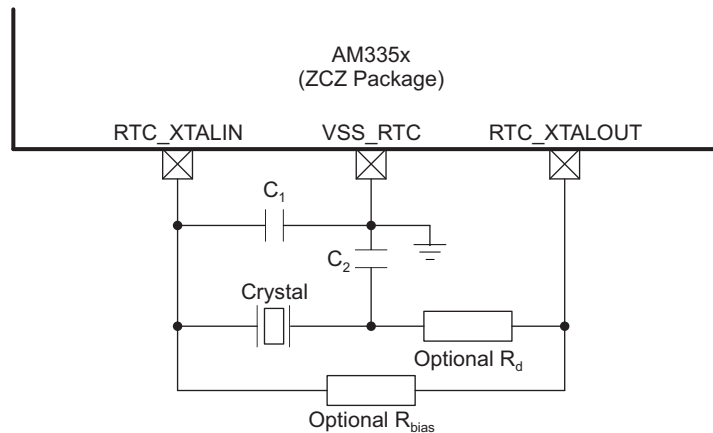 AM335x
(ZCZ Package)
RTC_XTALIN VSS_RTC RTC_XTALOUT
C1
C2
Crystal
Optional Rd
Optional Rbias